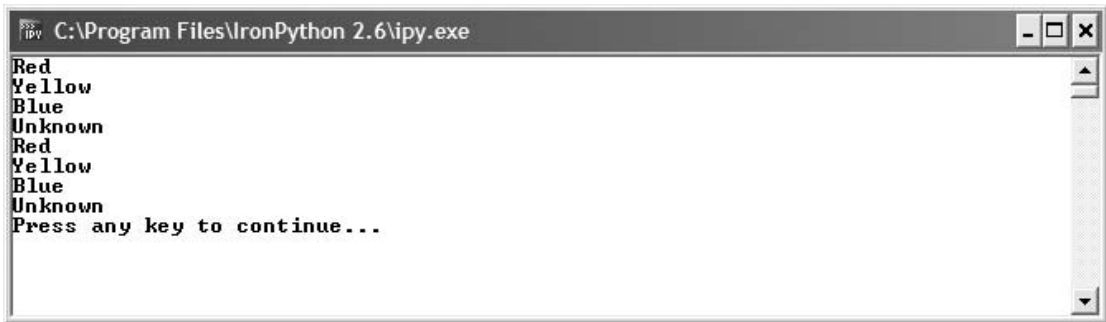 C:\Program Files\IronPython 2.6\ipy.exe
Red
Yellow
Blue
Unknown
Red
Yellow
Blue
Unknown
Press any key to continue...